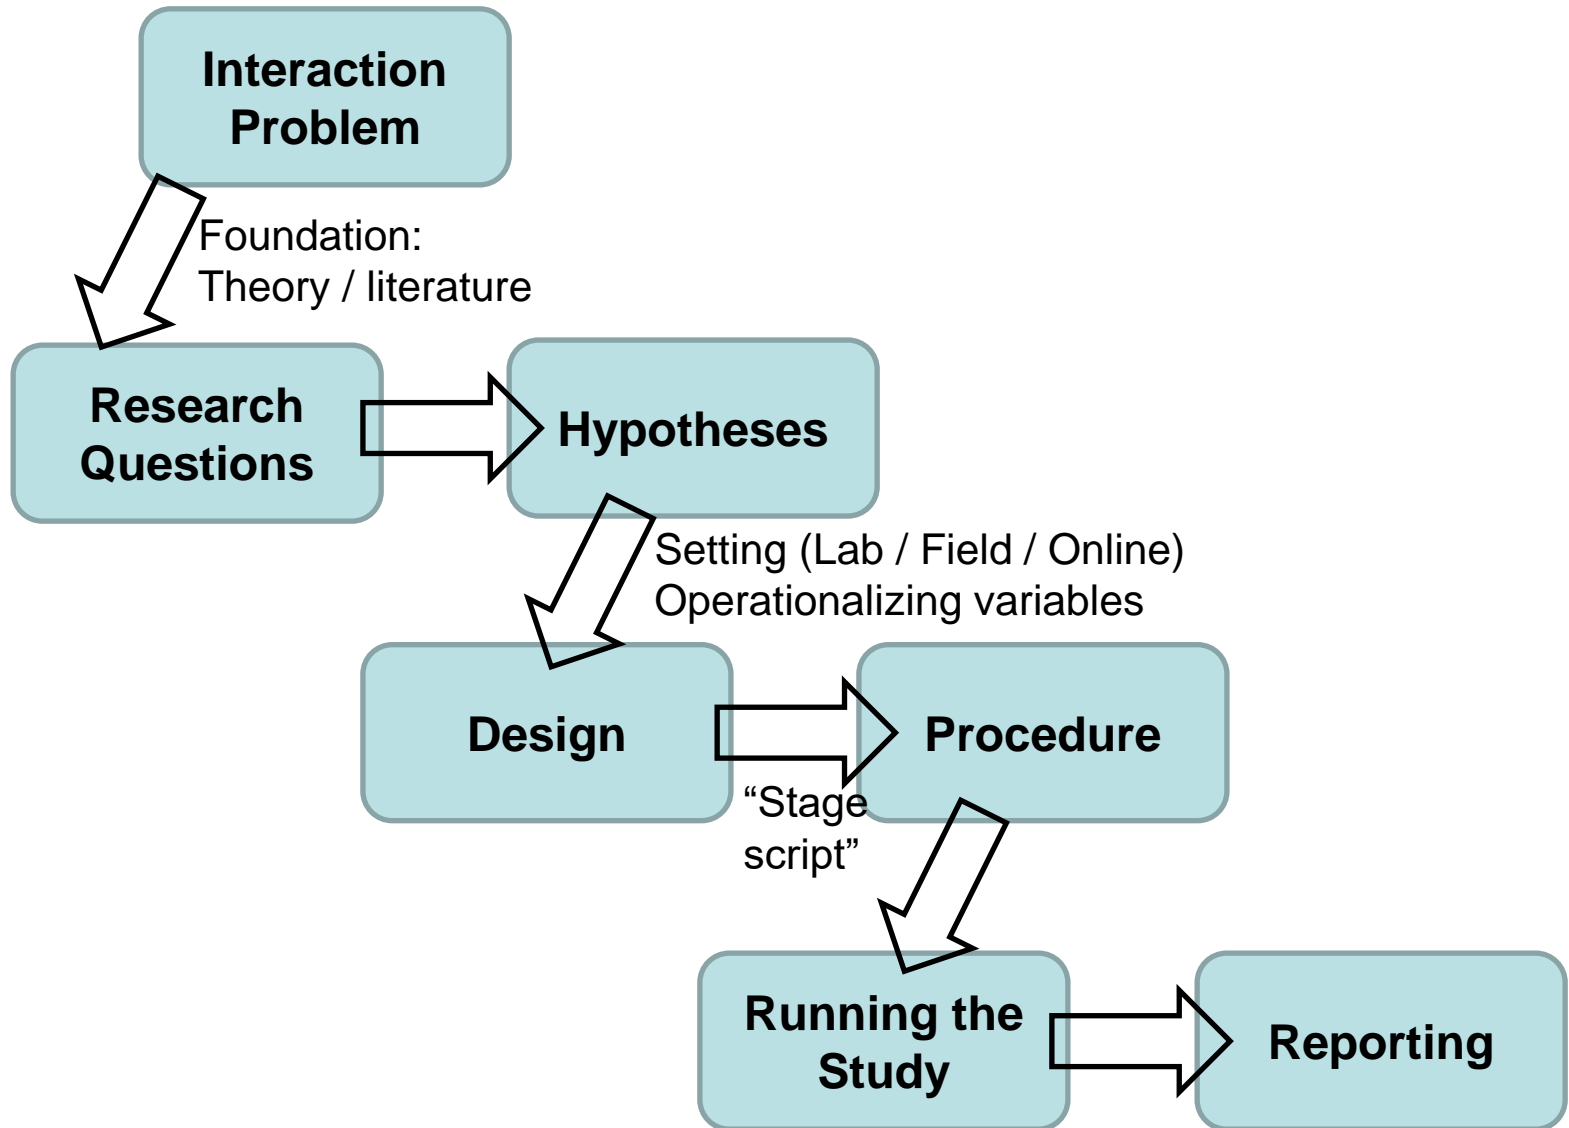 Interaction
Problem
Foundation:
Theory / literature
Research
Questions
Hypotheses
Setting (Lab / Field / Online)
Operationalizing variables
Design
Procedure
“Stage
script”
Running the
Study
Reporting